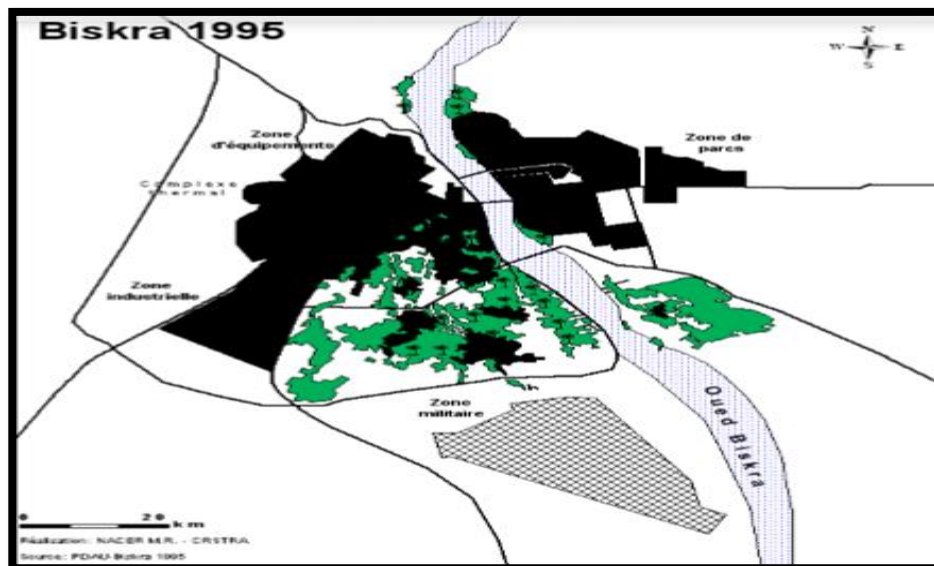 Biskra 1995
N
W E
S
Zone
d'équipements
Zone de
parcs
Complexe
thermal
Zone
industrielle
Zone
militaire
Oued Biskra
0 20
km
Réalisation: NACER M.R. - CRSTRA
Source: PDAU Biskra 1995